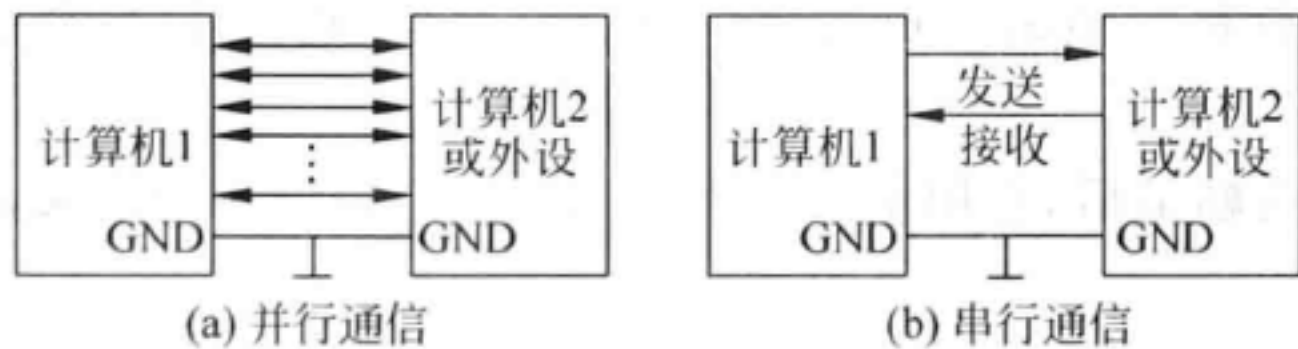 计算机1
计算机2
或外设
GND
GND
(a) 并行通信
计算机1
发送
接收
计算机2
或外设
GND
GND
(b) 串行通信